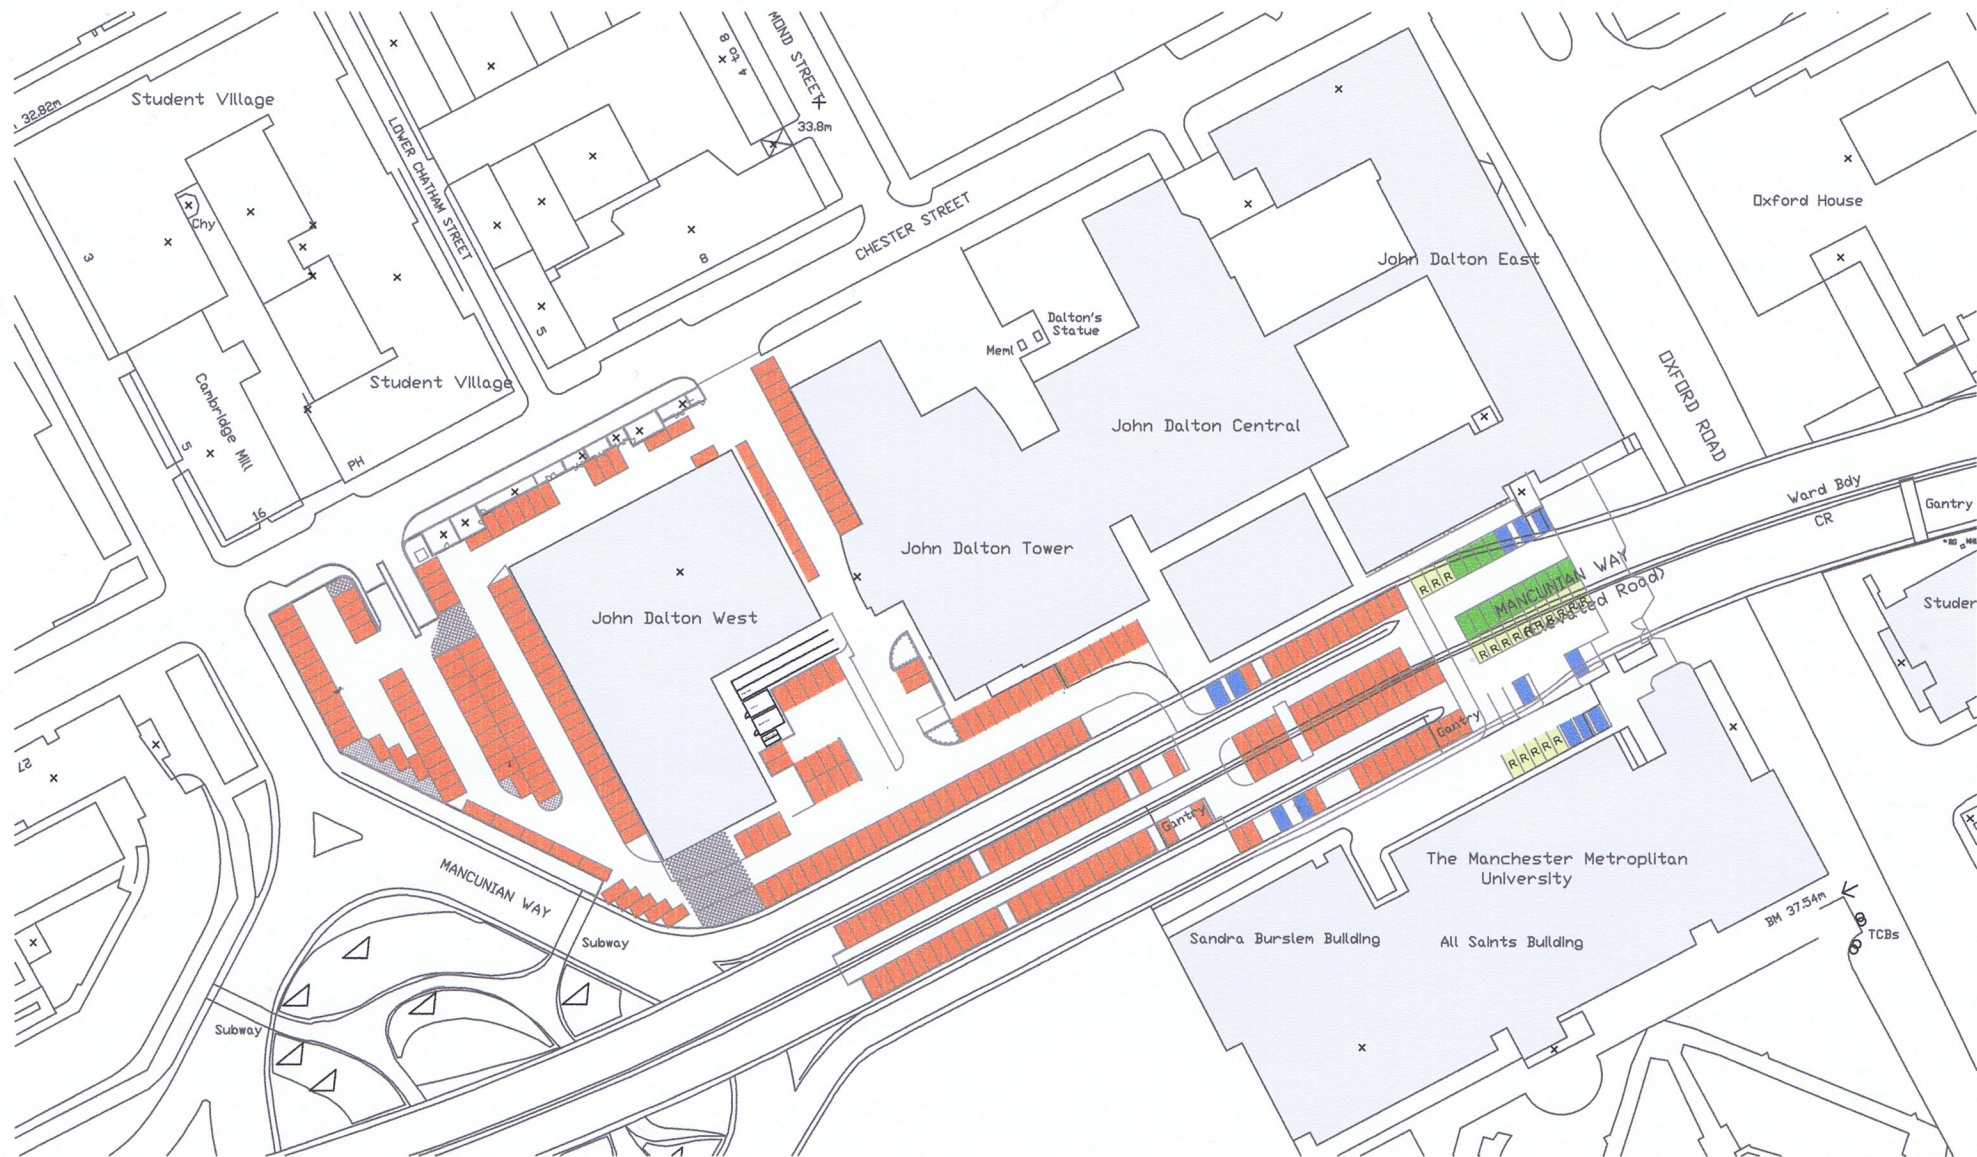 MOND STREET
4 to 8
33.8m
Student Village
32.82m
LOWER CHATHAM STREET
Chy
3
Oxford House
CHESTER STREET
8
John Dalton East
Dalton's
Statue
Meml
5
Student Village
Cambridge Mill
5
OXFORD ROAD
John Dalton Central
PH
16
Ward Bdy
CR
Gantry
John Dalton Tower
MANCUNIAN WAY
R R R
Studen
John Dalton West
R R R R R R R R R R
Gantry
27
R R R R R
Gantry
The Manchester Metroplitan
University
MANCUNIAN WAY
BM 37.54m
TCBs
Subway
Sandra Burslem Building
All Saints Building
Subway